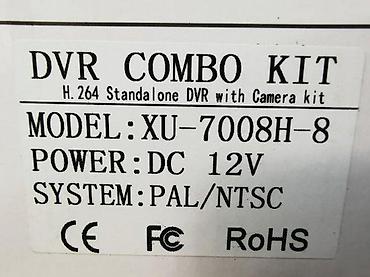 DVR COMBO KIT
H.264 Standalone DVR with Camera kit
MODEL:XU-7008H-8
POWER:DC 12V
SYSTEM:PAL/NTSC
CE FC RoHS